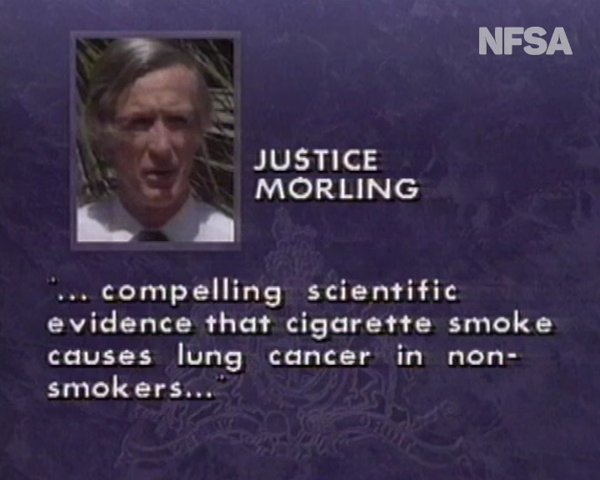 NFSA
JUSTICE
MORLING
"... compelling scientific
evidence that cigarette smoke
causes lung cancer in non-
smokers..."